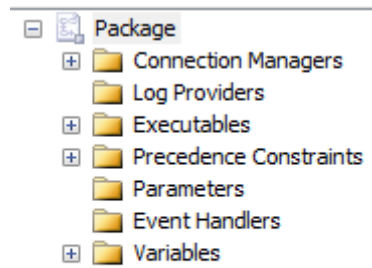 Package
Connection Managers
Log Providers
Executables
Precedence Constraints
Parameters
Event Handlers
Variables